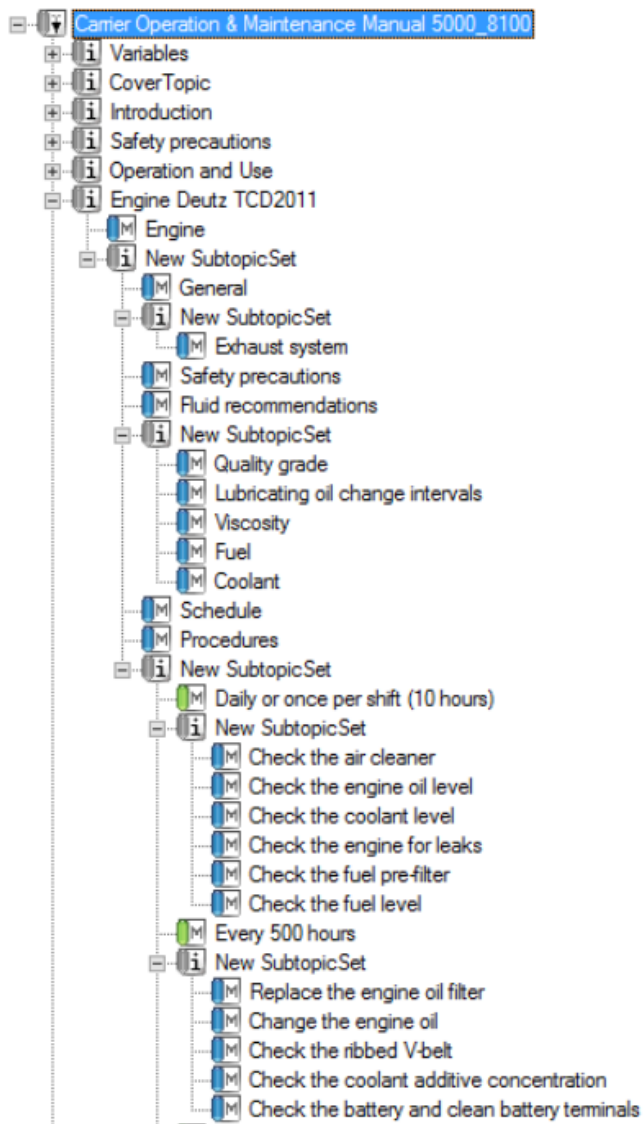 Carrier Operation & Maintenance Manual 5000_8100
Variables
CoverTopic
Introduction
Safety precautions
Operation and Use
Engine Deutz TCD2011
Engine
New SubtopicSet
General
New SubtopicSet
Exhaust system
Safety precautions
Fluid recommendations
New SubtopicSet
Quality grade
Lubricating oil change intervals
Viscosity
Fuel
Coolant
Schedule
Procedures
New SubtopicSet
Daily or once per shift (10 hours)
New SubtopicSet
Check the air cleaner
Check the engine oil level
Check the coolant level
Check the engine for leaks
Check the fuel pre-filter
Check the fuel level
Every 500 hours
New SubtopicSet
Replace the engine oil filter
Change the engine oil
Check the ribbed V-belt
Check the coolant additive concentration
Check the battery and clean battery terminals